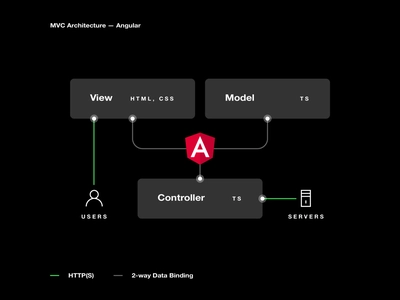 MVC Architecture — Angular
View HTML, CSS
Model TS
A
Controller TS
USERS
SERVERS
HTTP(S)
2-way Data Binding